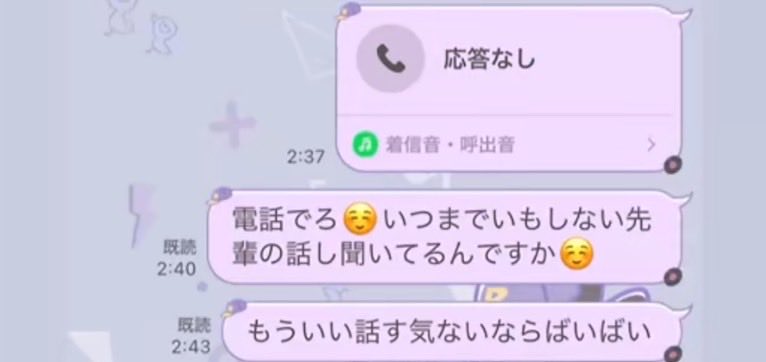 応答なし
着信音・呼出音
2:37
電話でろ☺️いつまでいもしない先
輩の話し聞いてるんですか☺️
既読
2:40
もういい話す気ないならばいばい
既読
2:43